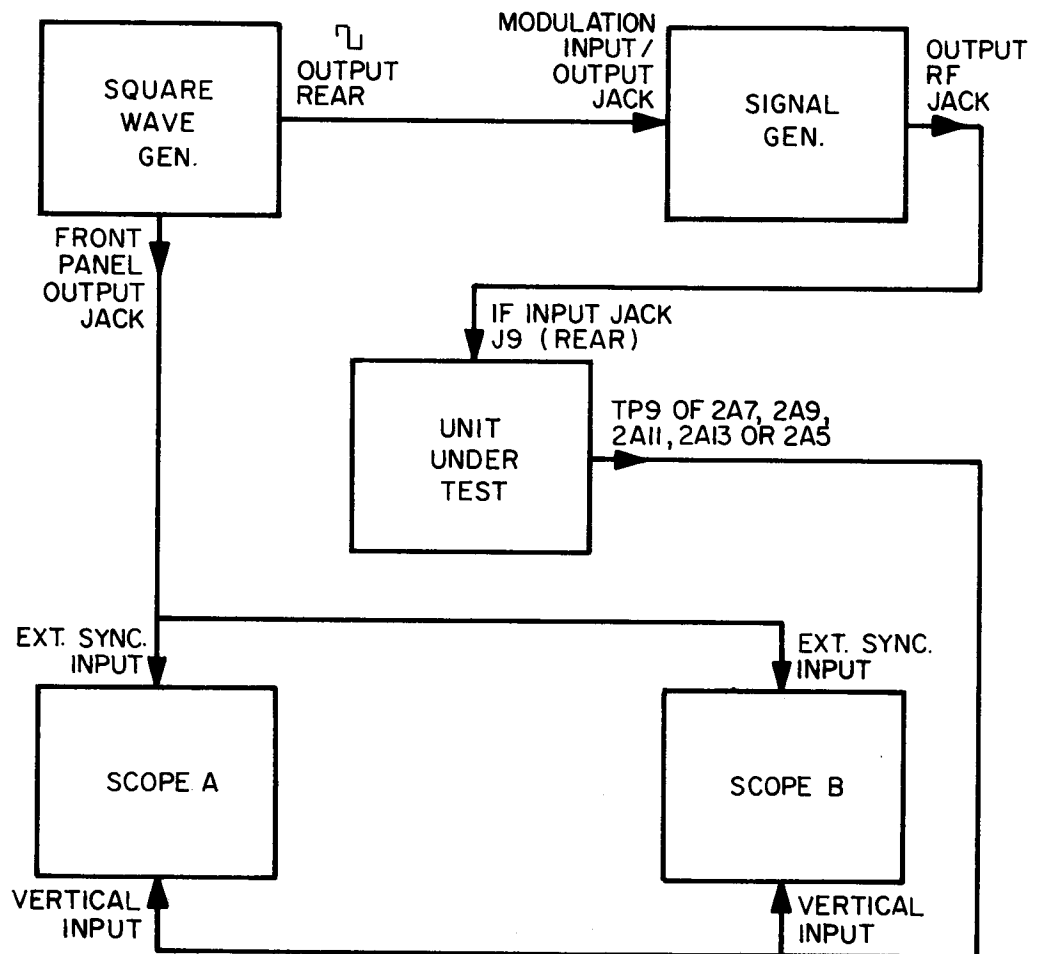 SQUARE
WAVE
GEN.
OUTPUT
REAR
MODULATION
INPUT/
OUTPUT
JACK
SIGNAL
GEN.
OUTPUT
RF
JACK
FRONT
PANEL
OUTPUT
JACK
IF INPUT JACK
J9 (REAR)
UNIT
UNDER
TEST
TP9 OF 2A7, 2A9,
2A11, 2A13 OR 2A5
EXT. SYNC.
INPUT
EXT. SYNC.
INPUT
SCOPE A
SCOPE B
VERTICAL
INPUT
VERTICAL
INPUT